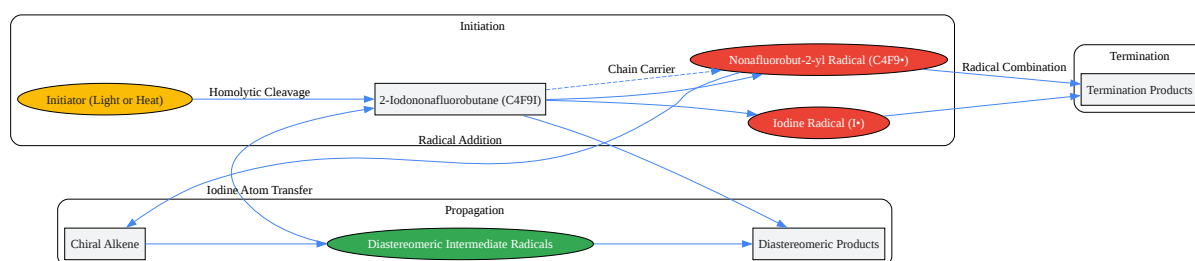 Initiation
Termination
Nonafluorobut-2-yl Radical (C4F9•)
Radical Combination
Chain Carrier
Initiator (Light or Heat)
Homolytic Cleavage
2-Iodononafluorobutane (C4F9I)
Termination Products
Iodine Radical (I•)
Radical Addition
Iodine Atom Transfer
Propagation
Chiral Alkene
Diastereomeric Intermediate Radicals
Diastereomeric Products